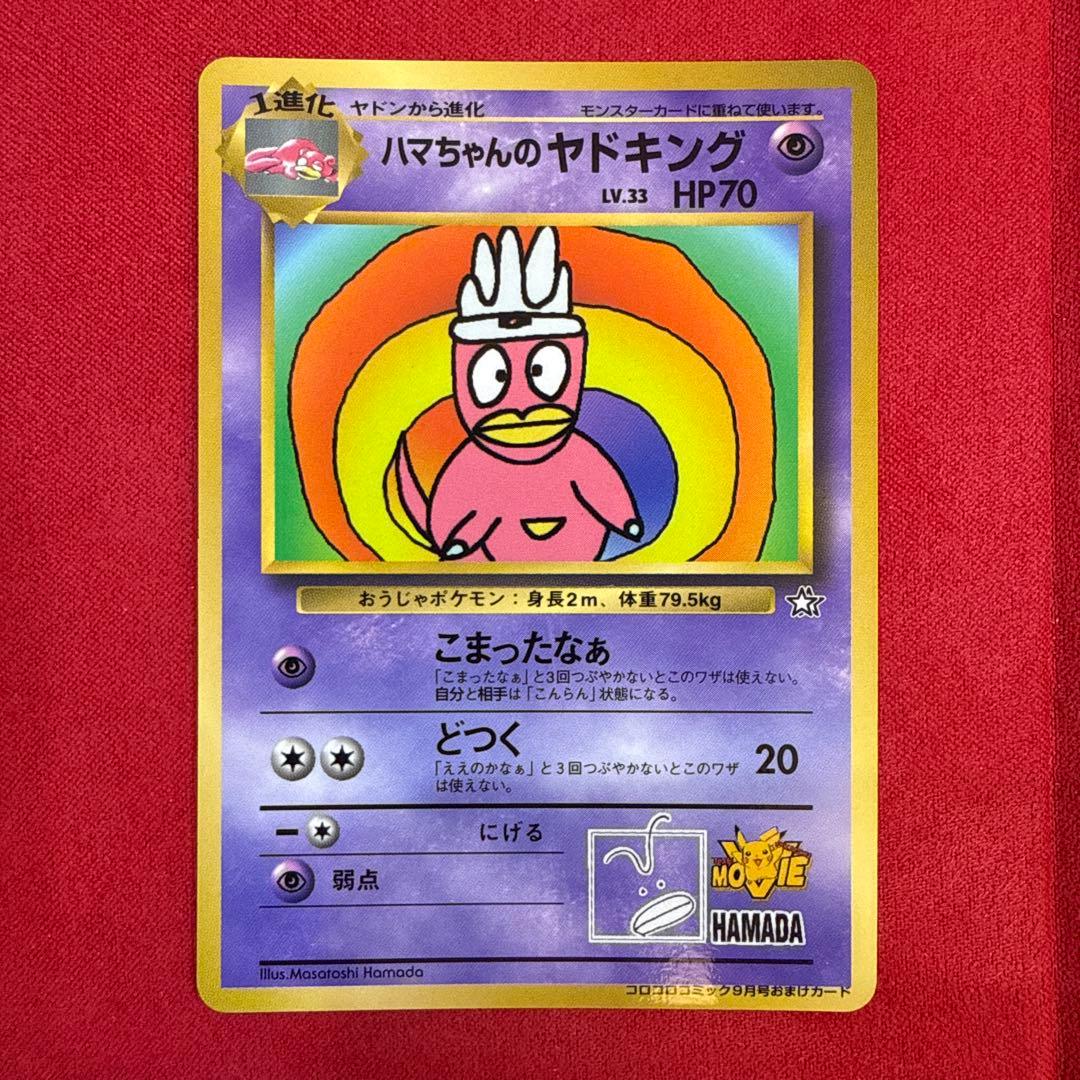 1進化
ヤドンから進化
モンスターカードに重ねて使います。
ハマちゃんのヤドキング
LV.33 HP70
おうじゃポケモン:身長2m、体重79.5kg
こまったなぁ
「こまったなぁ」と3回つぶやかないとこのワザは使えない。
自分と相手は「こんらん」状態になる。
どつく
20
「ええのかなぁ」と3回つぶやかないとこのワザ
は使えない。
にげる
弱点
MOVIE
HAMADA
Illus.Masatoshi Hamada
コロコロコミック9月号おまけカード